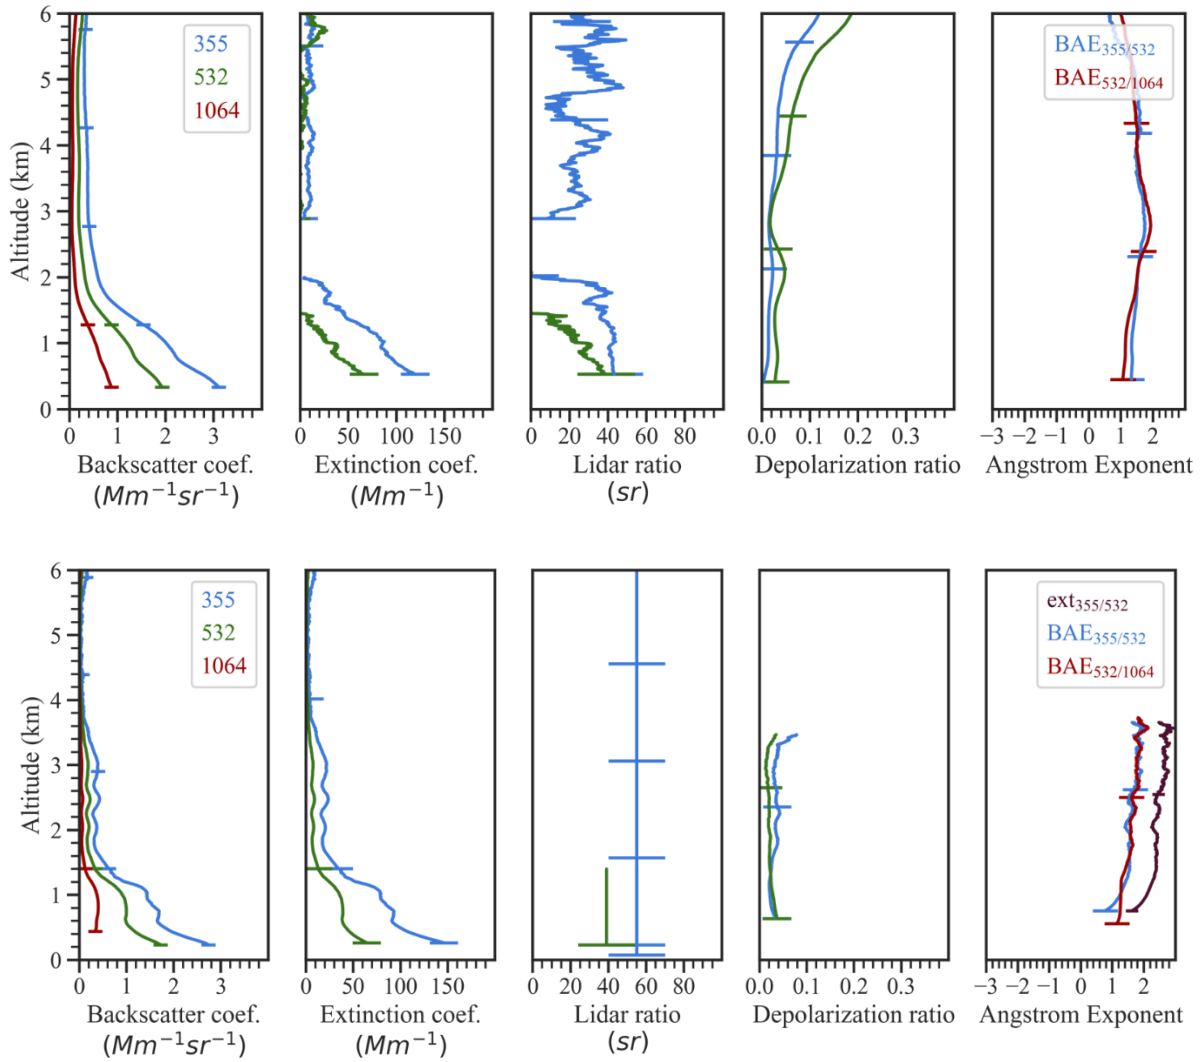 6
5
4
3
2
1
0
Altitude (km)
355
532
1064
BAE355/532
BAE532/1064
0 1 2 3
0 50 100 150
0 20 40 60 80
0.0 0.1 0.2 0.3
−3 −2 −1 0 1 2
Backscatter coef. Extinction coef. Lidar ratio Depolarization ratio Angstrom Exponent
(Mm−1sr−1) (Mm−1) (sr)
6
5
4
3
2
1
0
Altitude (km)
355
532
1064
ext355/532
BAE355/532
BAE532/1064
0 1 2 3
0 50 100 150
0 20 40 60 80
0.0 0.1 0.2 0.3
−3 −2 −1 0 1 2
Backscatter coef. Extinction coef. Lidar ratio Depolarization ratio Angstrom Exponent
(Mm−1sr−1) (Mm−1) (sr)